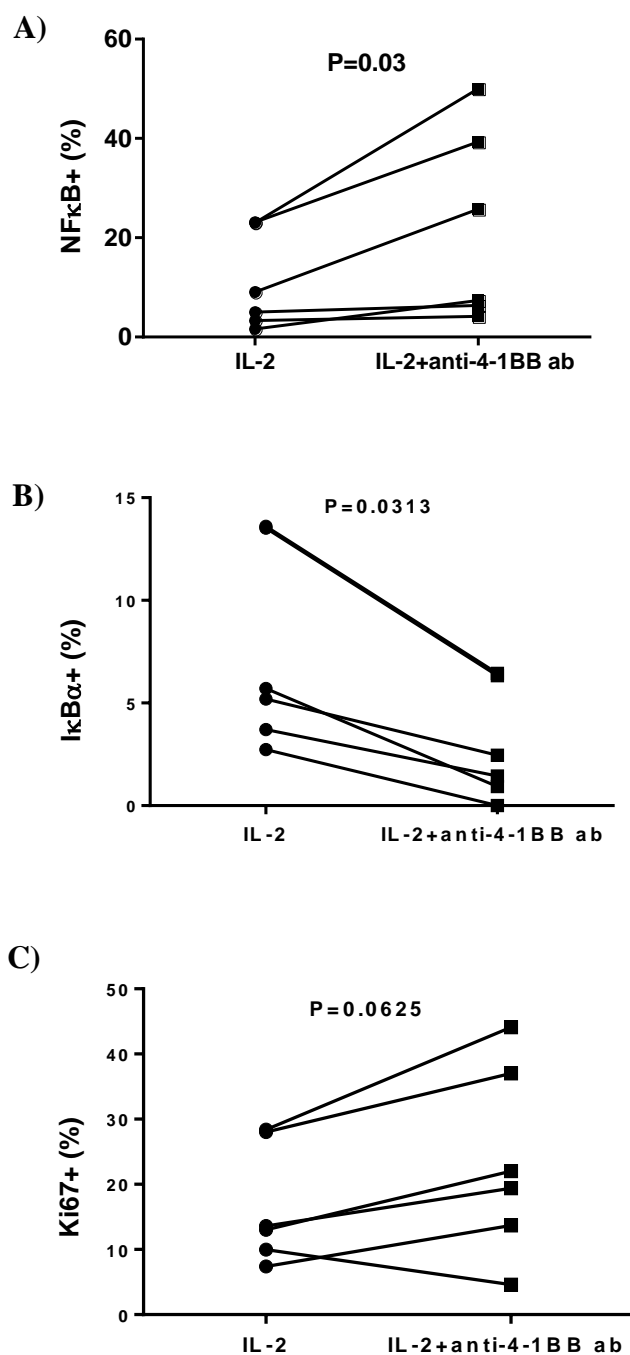 A)
P=0.03
NFκB+ (%)
60
40
20
0
IL-2 IL-2+anti-4-1BB ab
B)
P=0.0313
IκBα+ (%)
15
10
5
0
IL-2 IL-2+anti-4-1BB ab
C)
P=0.0625
Ki67+ (%)
50
40
30
20
10
0
IL-2 IL-2+anti-4-1BB ab